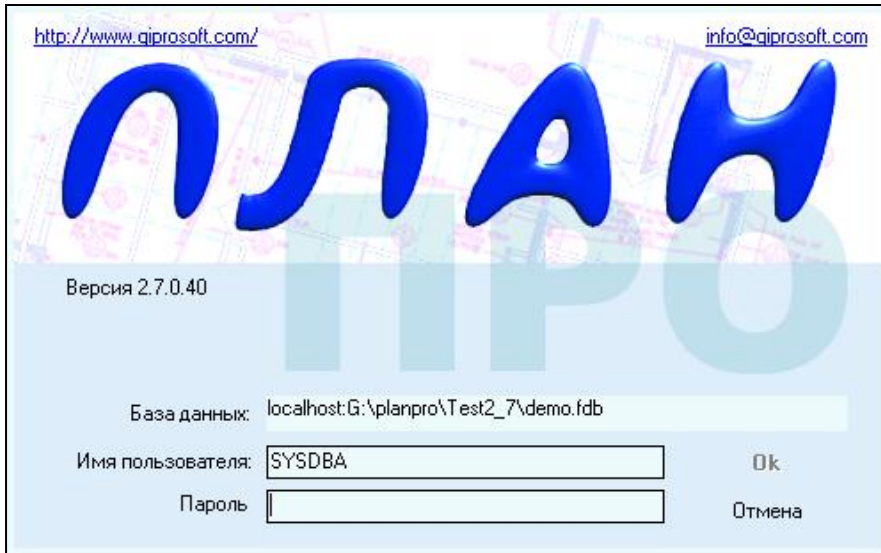 http://www.giprosoft.com/ info@giprosoft.com
ПЛАН
ПРО
Версия 2.7.0.40
База данных: localhost:G:\planpro\Test2_7\demo.fdb
Имя пользователя: SYSDBA Ok
Пароль Отмена